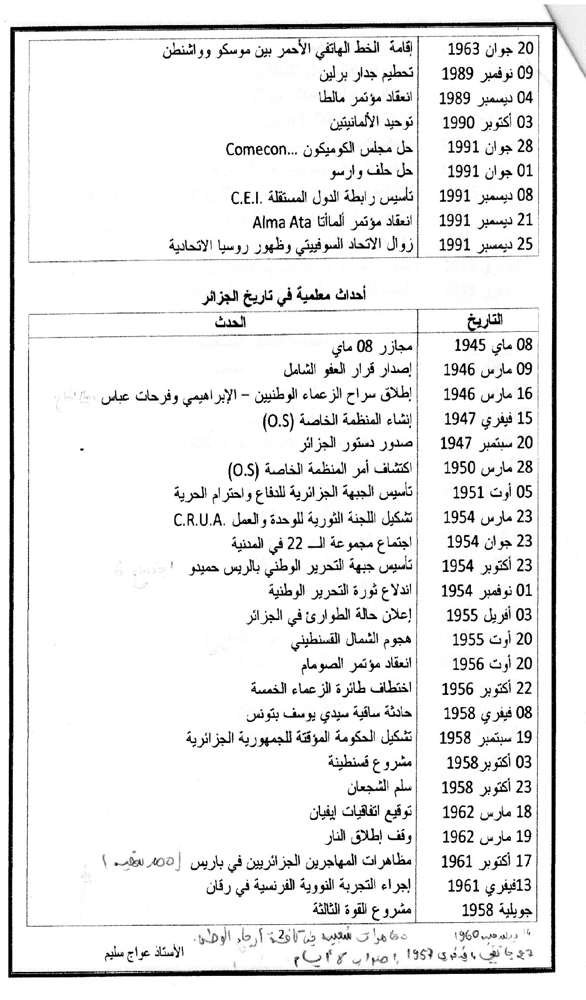 20 جوان 1963 إقامة الخط الهاتفي الأحمر بين موسكو وواشنطن
09 نوفمبر 1989 تحطيم جدار برلين
04 ديسمبر 1989 انعقاد مؤتمر مالطا
03 أكتوبر 1990 توحيد الألمانيتين
28 جوان 1991 حل مجلس الكوميكون ...Comecon
01 جوان 1991 حل حلف وارسو
08 ديسمبر 1991 تأسيس رابطة الدول المستقلة C.E.I.
21 ديسمبر 1991 انعقاد مؤتمر ألماأتا Alma Ata
25 ديمسبر 1991 زوال الاتحاد السوفييتي وظهور روسيا الاتحادية
أحداث معلمية في تاريخ الجزائر
التاريخ الحدث
08 ماي 1945 مجازر 08 ماي
09 مارس 1946 إصدار قرار العفو الشامل
16 مارس 1946 إطلاق سراح الزعماء الوطنيين – الإبراهيمي وفرحات عباس
15 فيفري 1947 إنشاء المنظمة الخاصة (O.S)
20 سبتمبر 1947 صدور دستور الجزائر
28 مارس 1950 اكتشاف أمر المنظمة الخاصة (O.S)
05 أوت 1951 تأسيس الجبهة الجزائرية للدفاع واحترام الحرية
23 مارس 1954 تشكيل اللجنة الثورية للوحدة والعمل C.R.U.A.
23 جوان 1954 اجتماع مجموعة الـــ 22 في المدنية
23 أكتوبر 1954 تأسيس جبهة التحرير الوطني بالريس حميدو
01 نوفمبر 1954 اندلاع ثورة التحرير الوطنية
03 أفريل 1955 إعلان حالة الطوارئ في الجزائر
20 أوت 1955 هجوم الشمال القسنطيني
20 أوت 1956 انعقاد مؤتمر الصومام
22 أكتوبر 1956 اختطاف طائرة الزعماء الخمسة
08 فيفري 1958 حادثة ساقية سيدي يوسف بتونس
19 سبتمبر 1958 تشكيل الحكومة المؤقتة للجمهورية الجزائرية
03 أكتوبر1958 مشروع قسنطينة
23 أكتوبر 1958 سلم الشجعان
18 مارس 1962 توقيع اتفاقيات إيفيان
19 مارس 1962 وقف إطلاق النار
17 أكتوبر 1961 مظاهرات المهاجرين الجزائريين في باريس
13فيفري 1961 إجراء التجربة النووية الفرنسية في رقان
جويلية 1958 مشروع القوة الثالثة
ديسمبر 1960 مظاهرات شعبية في كافة أرجاء الوطن.
2
1957 اضراب 8 أيام
الأستاذ عواج سليم